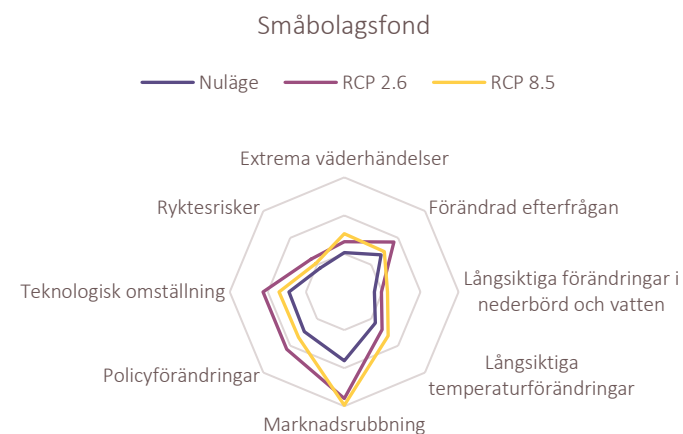 Småbolagsfond
Nuläge RCP 2.6 RCP 8.5
Extrema väderhändelser
Ryktesrisker
Förändrad efterfrågan
Teknologisk omställning
Långsiktiga förändringar i
nederbörd och vatten
Policyförändringar
Långsiktiga
temperaturförändringar
Marknadsrubbning